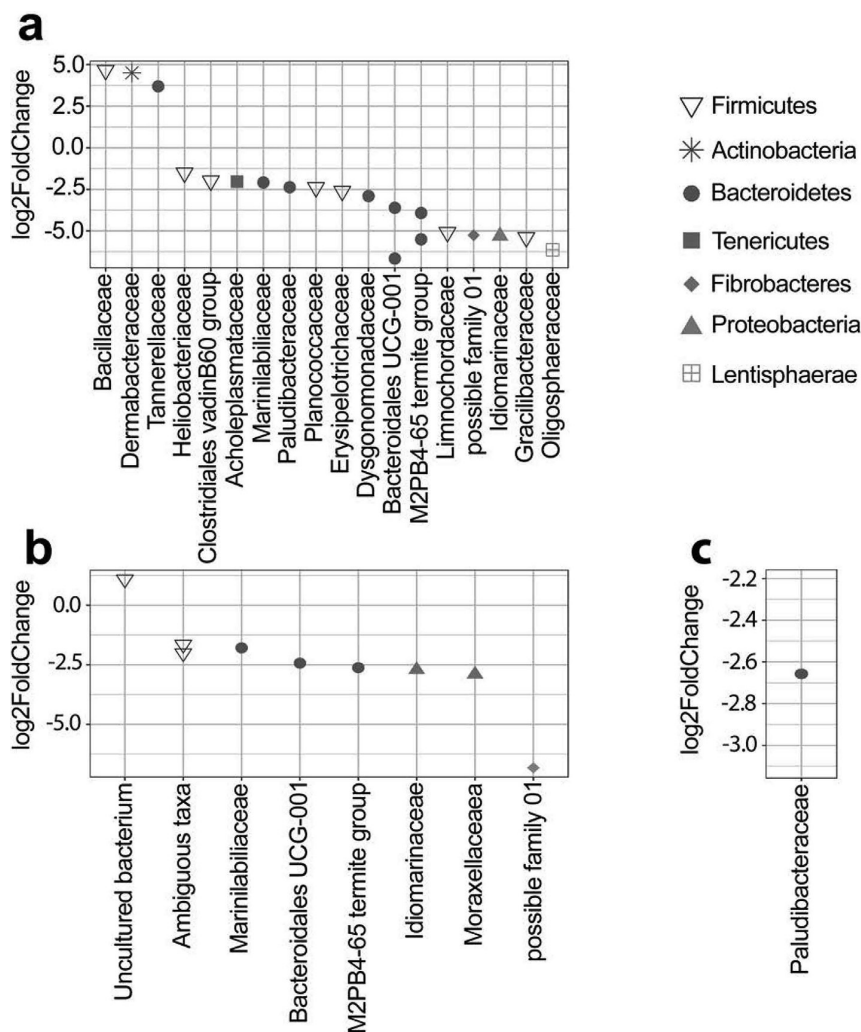 a
log2FoldChange
5.0
2.5
0.0
-2.5
-5.0
Bacillaceae
Dermabacteraceae
Tannerellaceae
Heliobacteriaceae
Clostridiales vadinB60 group
Acholeplasmataceae
Marinilabiliaceae
Paludibacteraceae
Planococcaceae
Erysipelotrichaceae
Dysgonomonadaceae
Bacteroidales UCG-001
M2PB4-65 termite group
Limnochordaceae
possible family 01
Idiomarinaceae
Gracilibacteraceae
Oligosphaeraceae
Firmicutes
Actinobacteria
Bacteroidetes
Tenericutes
Fibrobacteres
Proteobacteria
Lentisphaerae
b
log2FoldChange
0.0
-2.5
-5.0
Uncultured bacterium
Ambiguous taxa
Marinilabiliaceae
Bacteroidales UCG-001
M2PB4-65 termite group
Idiomarinaceae
Moraxellaceaea
possible family 01
c
log2FoldChange
-2.2
-2.4
-2.6
-2.8
-3.0
Paludibacteraceae